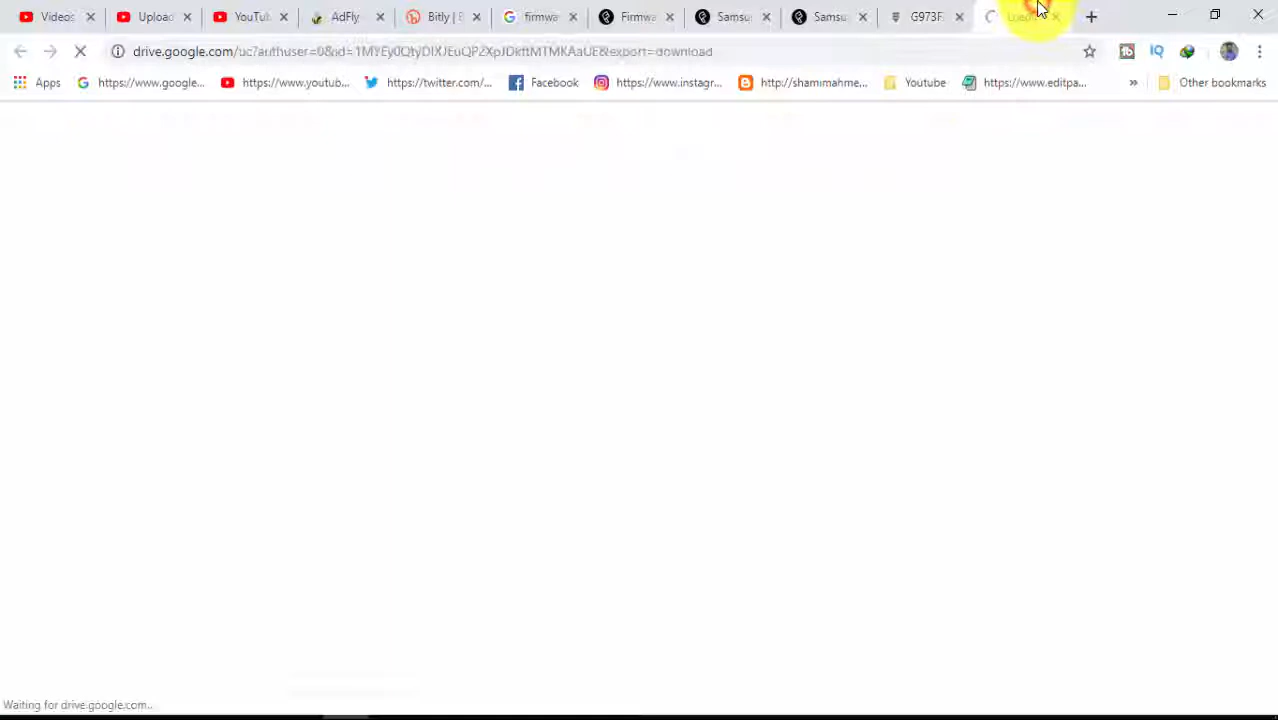 Videos Upload YouTub AdFly Bitly | E firmwa Firmwa Samsu Samsu G973F
drive.google.com/uc?authuser=0&id=1MYEy0QtyDIXJEuQP2XpJDkftMTMKAaUE&export=download
Apps https://www.google... https://www.youtub... https://twitter.com/... Facebook https://www.instagr... http://shamimahme... Youtube https://www.editpa... » Other bookmarks
Waiting for drive.google.com...